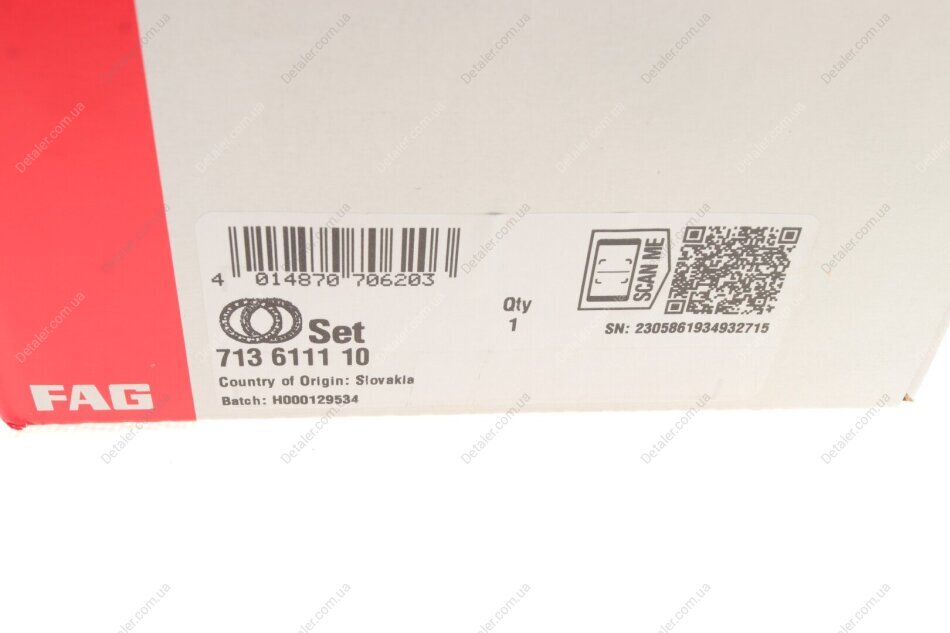 4 014870 706203
Set
713 6111 10
Country of Origin: Slovakia
Batch: H000129534
Qty
1
SCAN ME
SN: 2305861934932715
FAG
Detaler.com.ua